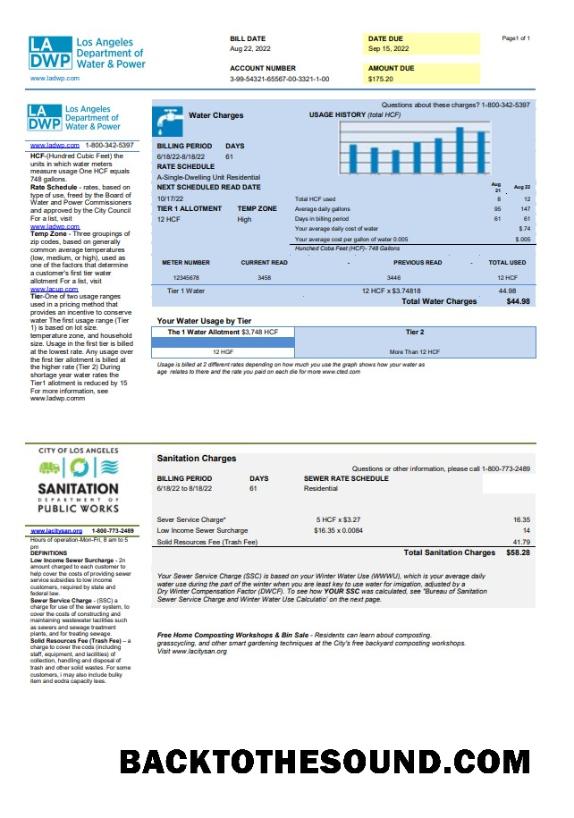 LA
DWP
Los Angeles
Department of
Water & Power
www.ladwp.com
BILL DATE
Aug 22, 2022
ACCOUNT NUMBER
3-99-54321-65567-00-3321-1-00
DATE DUE
Sep 15, 2022
AMOUNT DUE
$175.20
Page1 of 1
LA
DWP
Los Angeles
Department of
Water & Power
www.ladwp.com 1-800-342-5397
HCF-(Hundred Cubic Feet) the
units in which water meters
measure usage One HCF equals
748 gallons.
Rate Schedule - rates, based on
type of use, freed by the Board of
Water and Power Commissioners
and approved by the City Council
For a list, visit
www.ladwp.com
Temp Zone - Three groupings of
zip codes, based on generally
common average temperatures
(low, medium, or high), used as
one of the factors that determine
a customer's first tier water
allotment For a list, visit
www.lacup.com
Tier-One of two usage ranges
used in a pricing method that
provides an incentive to conserve
water The first usage range (Tier
1) is based on lot size.
temperature zone, and household
size. Usage in the first tier is billed
at the lowest rate. Any usage over
the first tier allotment is billed at
the higher rate (Tier 2) During
shortage year water rates the
Tier1 allotment is reduced by 15
For more information, see
www.ladwp.comm
Questions about these charges? 1-800-342-5397
Water Charges
USAGE HISTORY (total HCF)
BILLING PERIOD DAYS
6/18/22-8/18/22 61
RATE SCHEDULE
A-Single-Dwelling Unit Residential
NEXT SCHEDULED READ DATE
10/17/22
TIER 1 ALLOTMENT TEMP ZONE
12 HCF High
Aug 21 Aug 22
Total HCF used 8 12
Average daily gallons 95 147
Days in billing period 61 61
Your average daily cost of water $.74
Your average cost per gallon of water 0.005 $.005
Hunched Coba Feet (HCF)- 748 Gallons
METER NUMBER CURRENT READ - PREVIOUS READ - TOTAL USED
12345678 3458 3446 12 HCF
Tier 1 Water 12 HCF x $3.74818 44.98
Total Water Charges $44.98
Your Water Usage by Tier
The 1 Water Allotment $3,748 HCF Tier 2
12 HGF More Than 12 HCF
Usage is billed at 2 different rates depending on how much you use the graph shows how your water as
age relates to there and the rate you paid on each die for more www.cted.com
CITY OF LOS ANGELES
SANITATION
DEPARTMENT OF
PUBLIC WORKS
www.lacitysan.org 1-800-773-2489
Hours of operation-Mon-Fri, 8 am to 5
pm
DEFINITIONS
Low Income Sewer Surcharge - 2n
amount charged to each customer to
help cover the costs of providing sewer
service subsidies to low income
customers, required by state and
federal law.
Sewer Service Charge - (SSC) a
charge for use of the sewer system, to
cover the costs of constructing and
maintaining wastewater facilities such
as sewers and sewage treatment
plants, and for treating sewage.
Solid Resources Fee (Trash Fee) – a
charge to cover the cods (including
staff, equipment, and facilities) of
collection, handling and disposal of
trash and other solid wastes. For some
customers, i may also include bulky
item and eodra capacity fees.
Sanitation Charges
Questions or other information, please call 1-800-773-2489
BILLING PERIOD DAYS SEWER RATE SCHEDULE
6/18/22 to 8/18/22 61 Residential
Sever Service Charge" 5 HCF x $3.27 16.35
Low Income Sewer Surcharge $16.35 x 0.0084 14
Solid Resources Fee (Trash Fee) 41.79
Total Sanitation Charges $58.28
Your Sewer Service Charge (SSC) is based on your Winter Water Use (WWWU), which is your average daily
water use during the part of the winter when you are least key to use water for imigation, adjusted by a
Dry Winter Compensation Factor (DWCF). To see how YOUR SSC was calculated, see "Bureau of Sanitation
Sewer Service Charge and Winter Water Use Calculatio' on the next page.
Free Home Composting Workshops & Bin Sale - Residents can learn about composting.
grasscycling, and other smart gardening techniques at the City's free backyard composting workshops.
Visit www.lacitysan.org
BACKTOTHESOUND.COM